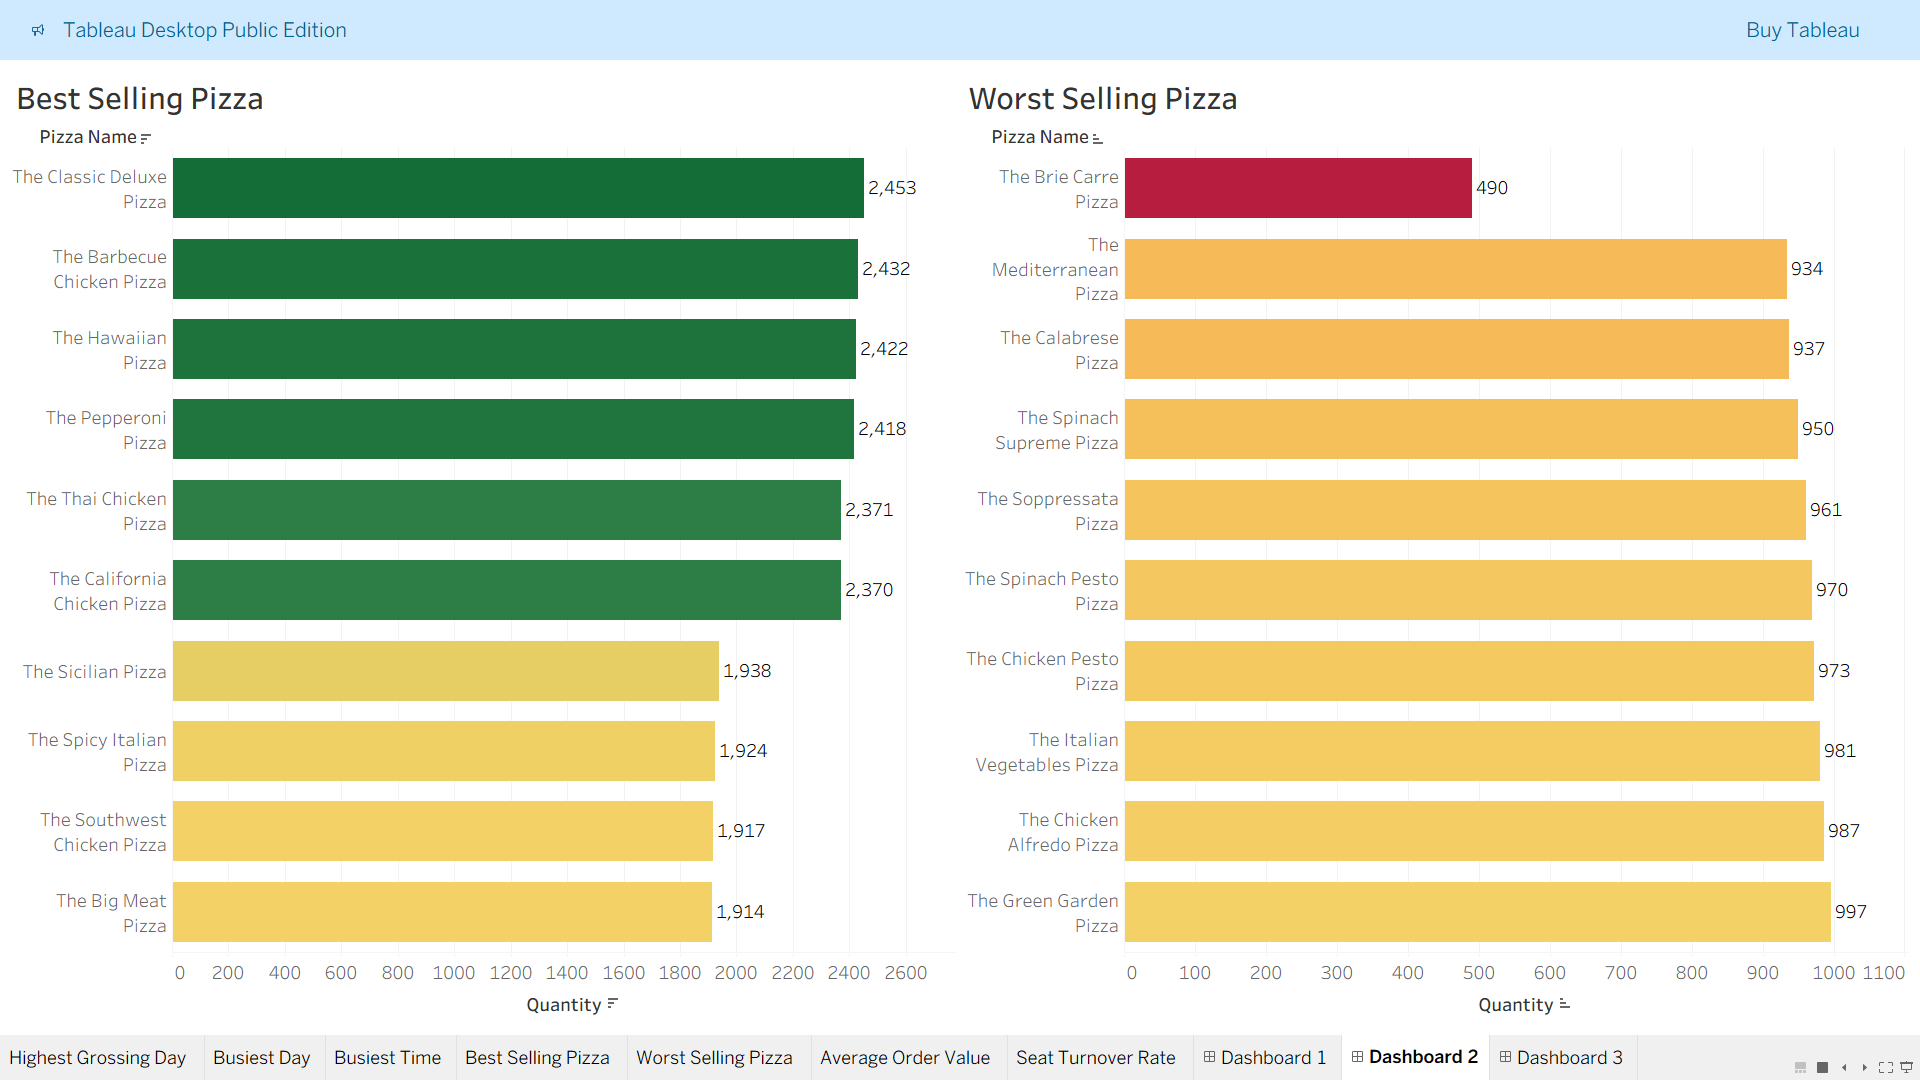 Tableau Desktop Public Edition
Buy Tableau
Best Selling Pizza
Pizza Name
The Classic Deluxe
Pizza
2,453
The Barbecue
Chicken Pizza
2,432
The Hawaiian
Pizza
2,422
The Pepperoni
Pizza
2,418
The Thai Chicken
Pizza
2,371
The California
Chicken Pizza
2,370
The Sicilian Pizza
1,938
The Spicy Italian
Pizza
1,924
The Southwest
Chicken Pizza
1,917
The Big Meat
Pizza
1,914
0 200 400 600 800 1000 1200 1400 1600 1800 2000 2200 2400 2600
Quantity
Worst Selling Pizza
Pizza Name
The Brie Carre
Pizza
490
The
Mediterranean
Pizza
934
The Calabrese
Pizza
937
The Spinach
Supreme Pizza
950
The Soppressata
Pizza
961
The Spinach Pesto
Pizza
970
The Chicken Pesto
Pizza
973
The Italian
Vegetables Pizza
981
The Chicken
Alfredo Pizza
987
The Green Garden
Pizza
997
0 100 200 300 400 500 600 700 800 900 1000 1100
Quantity
Highest Grossing Day Busiest Day Busiest Time Best Selling Pizza Worst Selling Pizza Average Order Value Seat Turnover Rate Dashboard 1 Dashboard 2 Dashboard 3